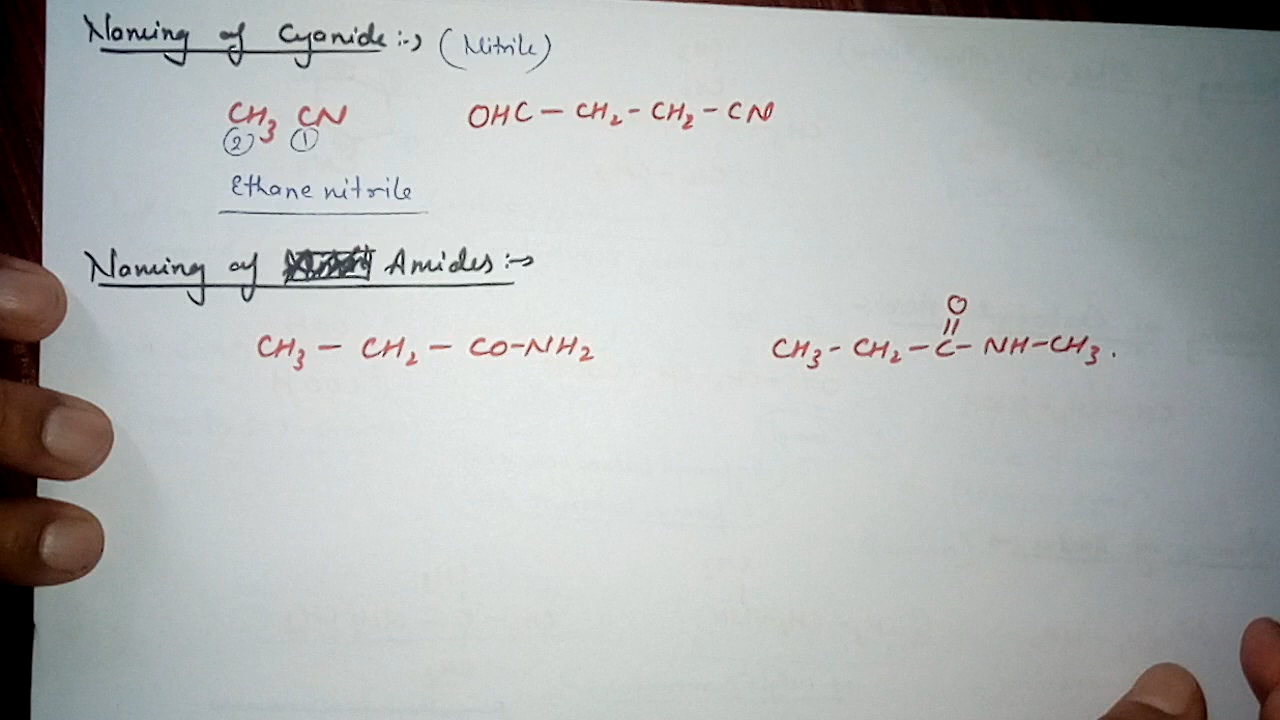 Naming of Cyanide :→ (Nitrile)
CH₃ CN OHC – CH₂ – CH₂ – CN
② ①
Ethane nitrile
Naming of Amides :→
O
CH₃ – CH₂ – CO–NH₂ CH₃ – CH₂ – C – NH–CH₃.